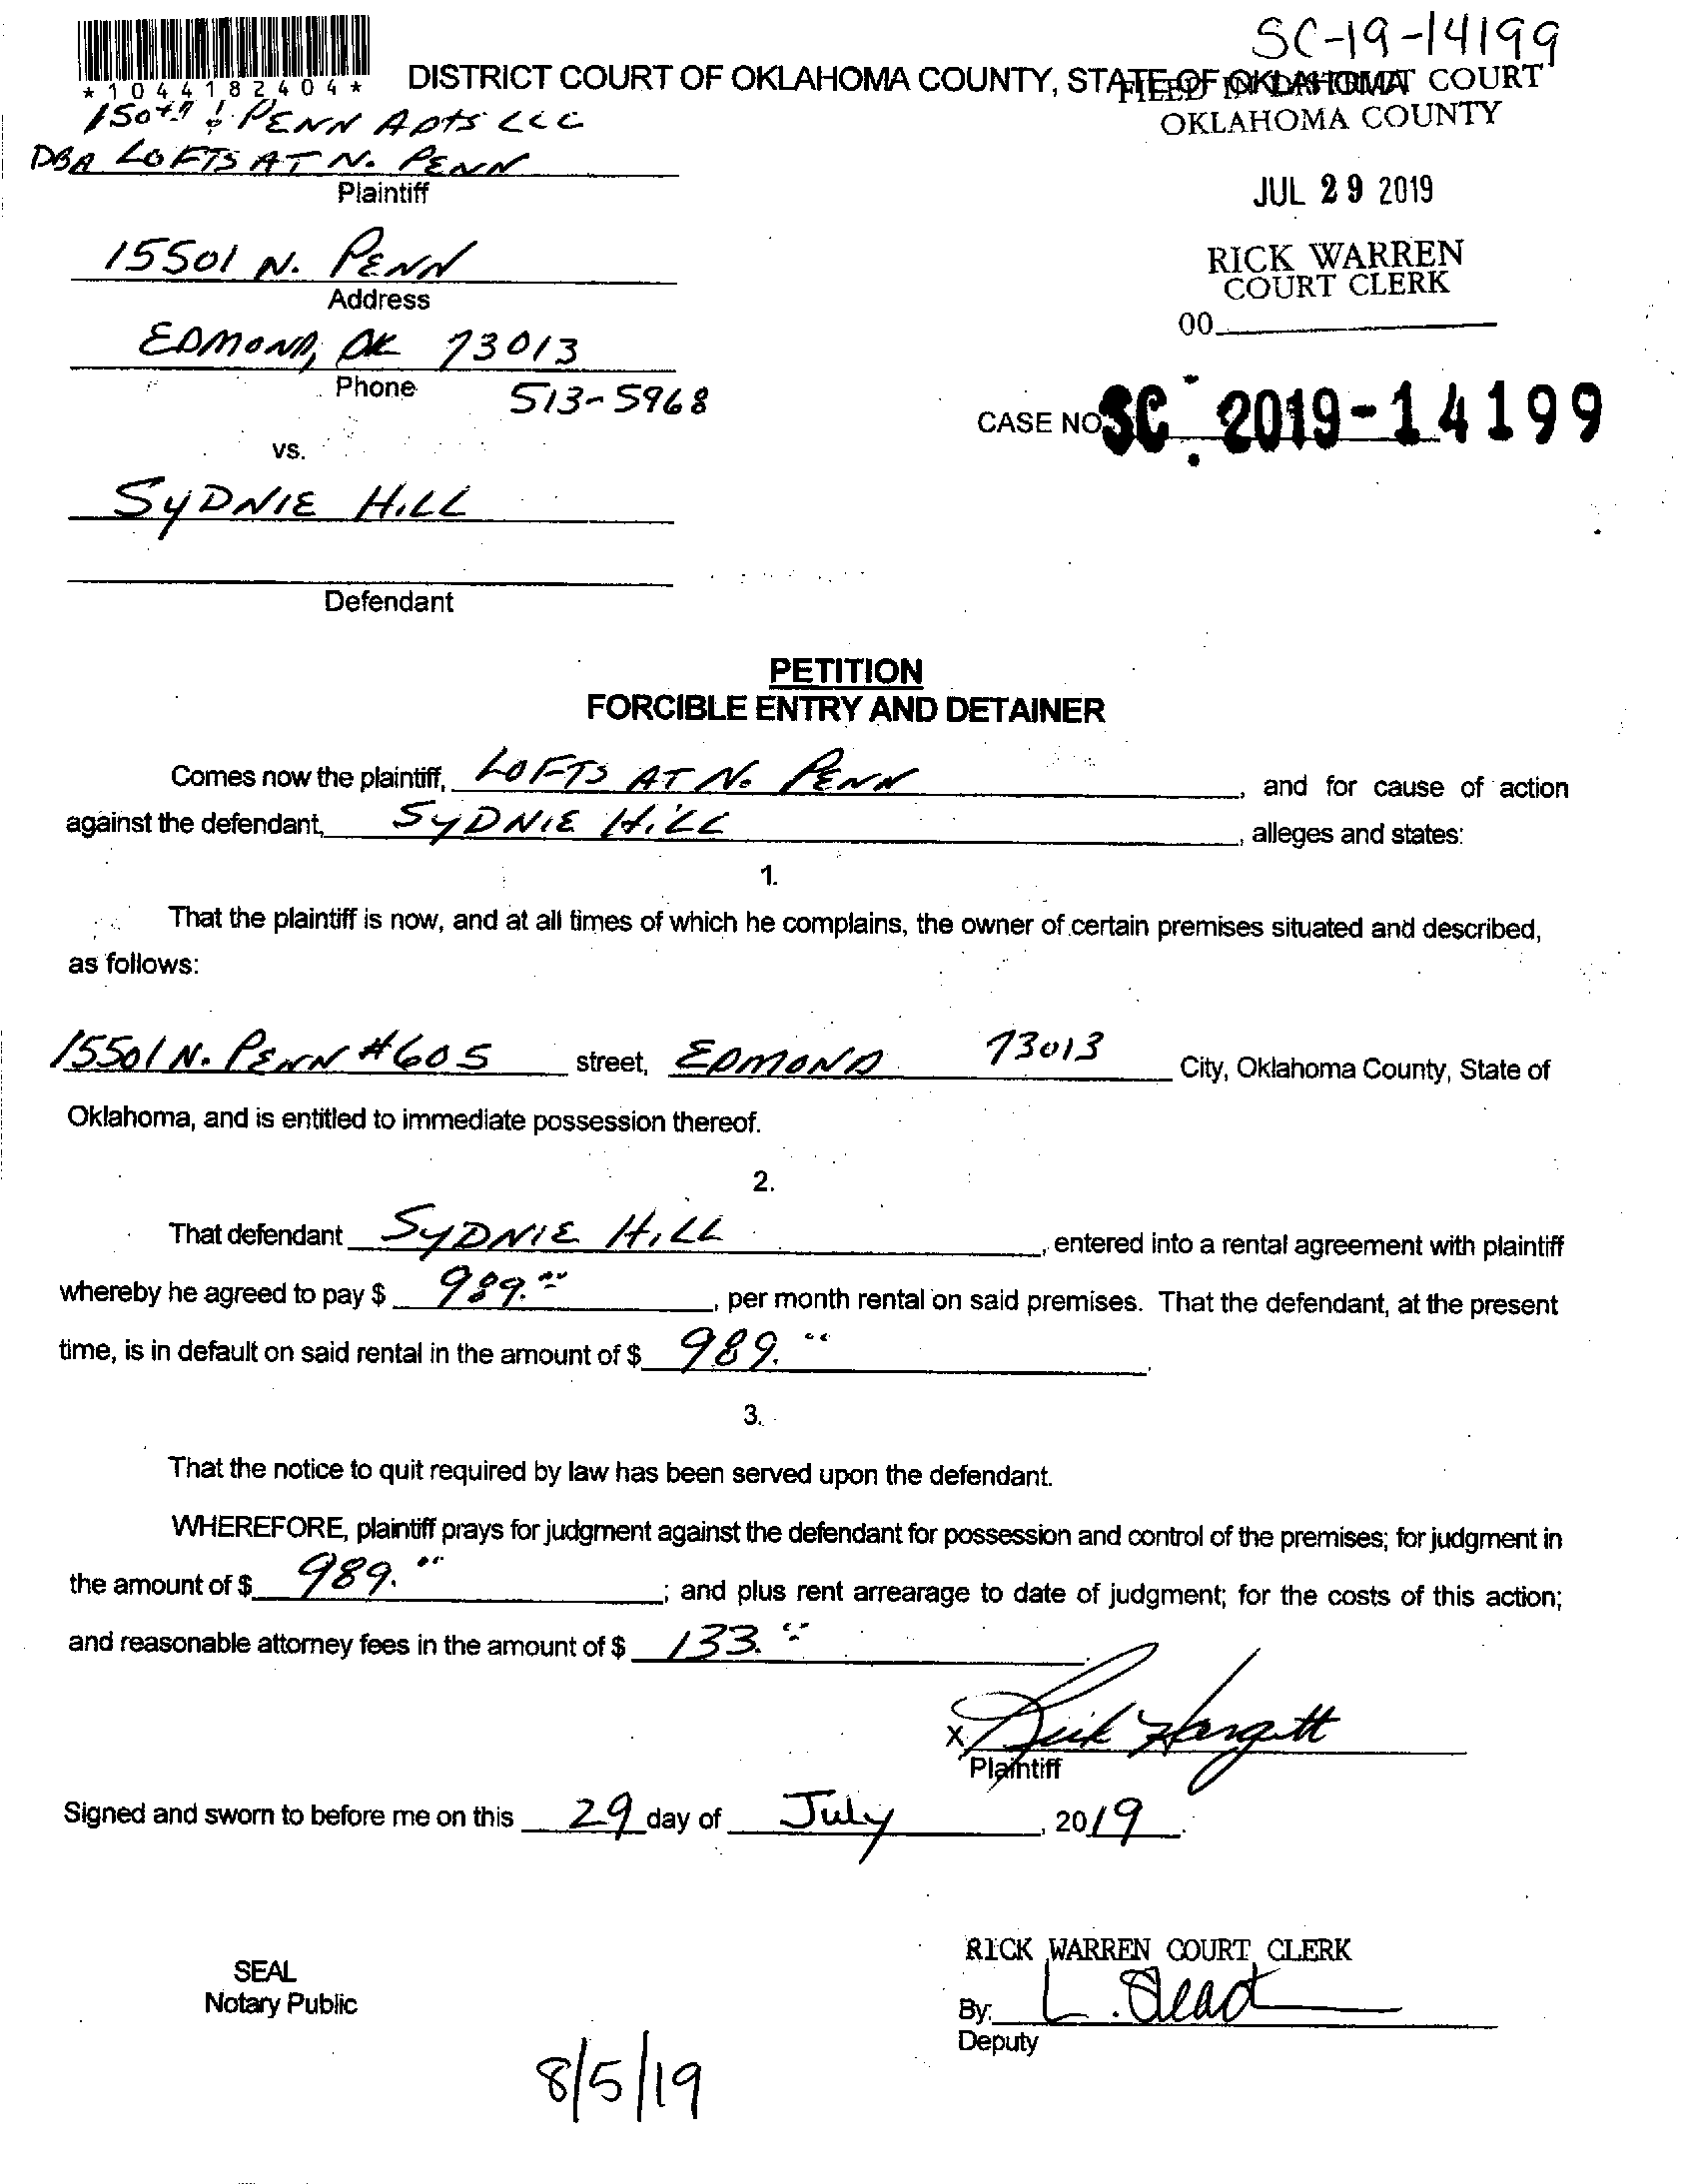 SC-19-14199
*1044182404*
DISTRICT COURT OF OKLAHOMA COUNTY, STATE OF OKLAHOMA
FILED IN DISTRICT COURT
OKLAHOMA COUNTY
150th & PENN Apts LLC
DBA LOFTS AT N. PENN
Plaintiff
JUL 29 2019
15501 N. PENN
Address
RICK WARREN
COURT CLERK
00
EDMOND, OK 73013
Phone 513-5968
CASE NO. SC 2019-14199
vs.
SYDNIE HILL
Defendant
PETITION
FORCIBLE ENTRY AND DETAINER
Comes now the plaintiff, LOFTS AT N. PENN, and for cause of action
against the defendant, SYDNIE HILL, alleges and states:
1.
That the plaintiff is now, and at all times of which he complains, the owner of certain premises situated and described,
as follows:
15501 N. PENN #605 street, EDMOND 73013 City, Oklahoma County, State of
Oklahoma, and is entitled to immediate possession thereof.
2.
That defendant SYDNIE HILL, entered into a rental agreement with plaintiff
whereby he agreed to pay $ 989.00, per month rental on said premises. That the defendant, at the present
time, is in default on said rental in the amount of $ 989.00.
3.
That the notice to quit required by law has been served upon the defendant.
WHEREFORE, plaintiff prays for judgment against the defendant for possession and control of the premises; for judgment in
the amount of $ 989.00; and plus rent arrearage to date of judgment; for the costs of this action;
and reasonable attorney fees in the amount of $ 133.00.
X Rick Hargett
Plaintiff
Signed and sworn to before me on this 29 day of July, 2019.
RICK WARREN COURT CLERK
SEAL
Notary Public
By: L.
Deputy
8/5/19